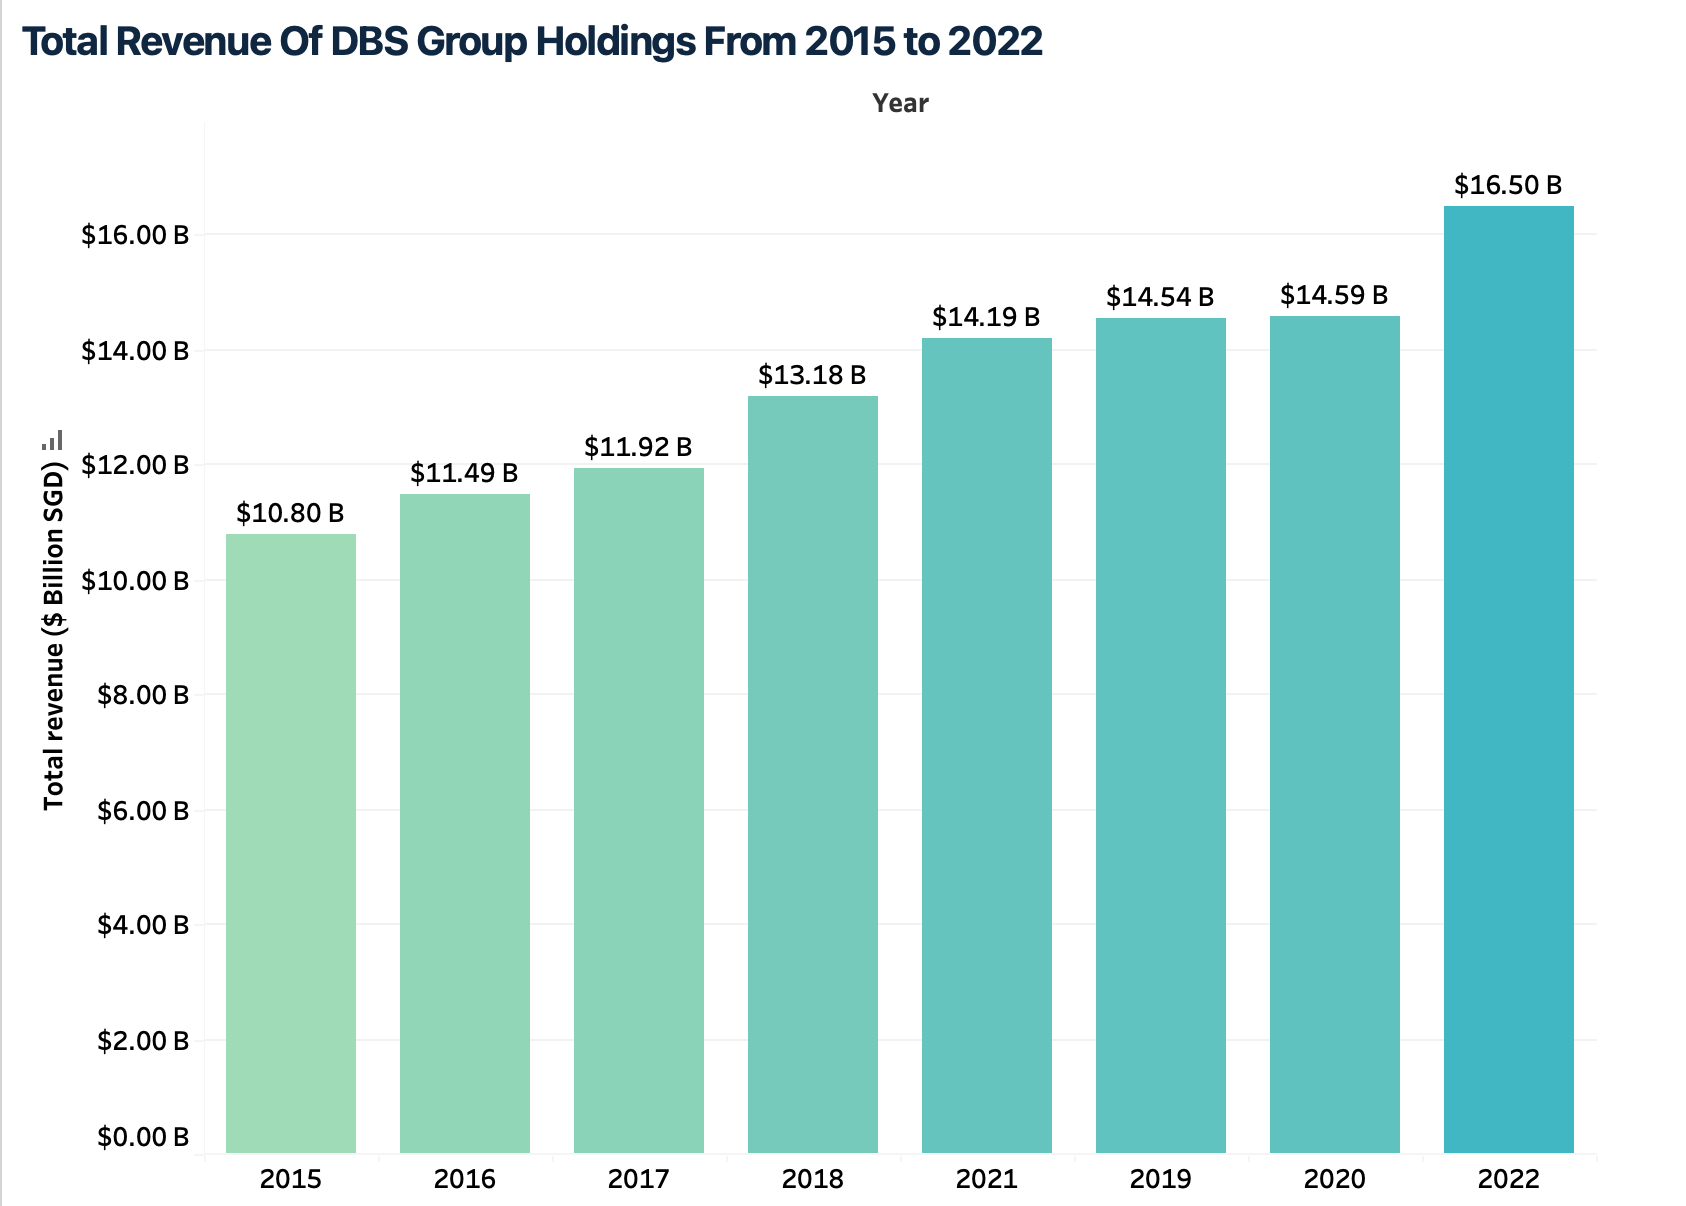 Total Revenue Of DBS Group Holdings From 2015 to 2022
Year
Total revenue ($ Billion SGD)
$16.00 B
$14.00 B
$12.00 B
$10.00 B
$8.00 B
$6.00 B
$4.00 B
$2.00 B
$0.00 B
$10.80 B
$11.49 B
$11.92 B
$13.18 B
$14.19 B
$14.54 B
$14.59 B
$16.50 B
2015
2016
2017
2018
2021
2019
2020
2022